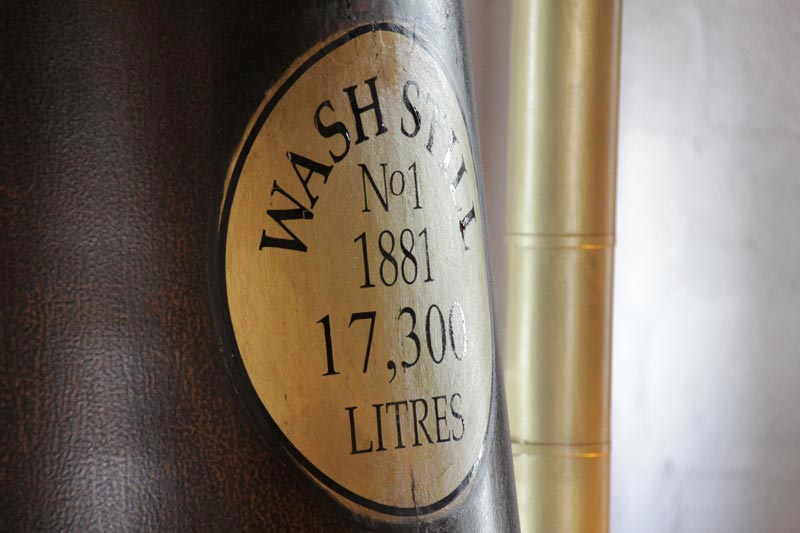 WASH STILL
Nº1
1881
17,300
LITRES